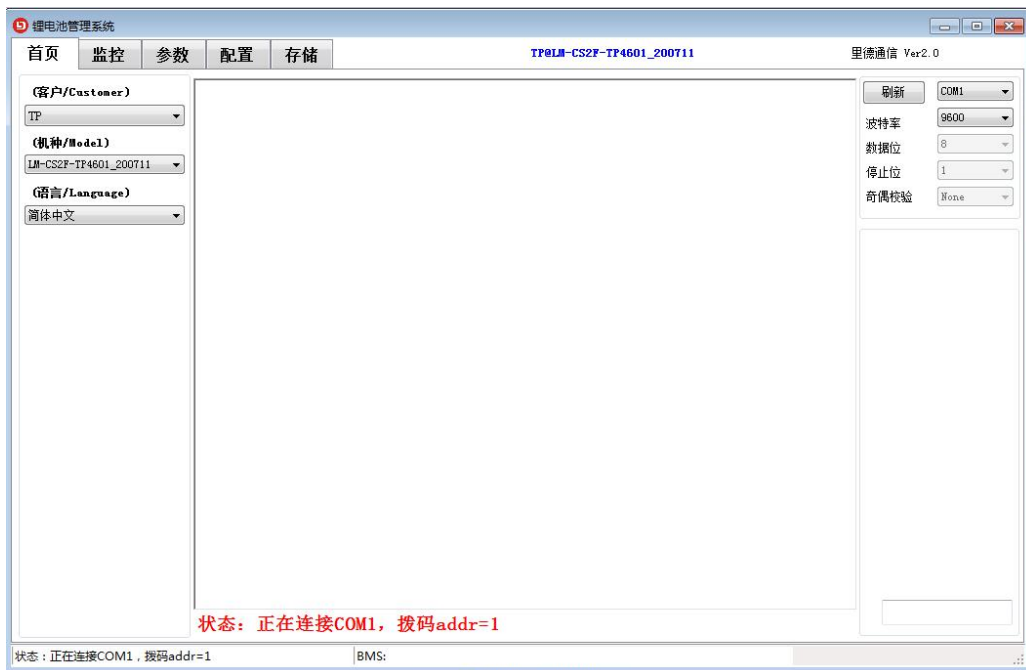 锂电池管理系统
首页 监控 参数 配置 存储 TP@LM-CS2F-TP4601_200711 里德通信 Ver2.0
(客户/Customer)
TP
(机种/Model)
LM-CS2F-TP4601_200711
(语言/Language)
简体中文
刷新 COM1
波特率 9600
数据位 8
停止位 1
奇偶校验 None
状态：正在连接COM1，拨码addr=1
状态：正在连接COM1，拨码addr=1 BMS: